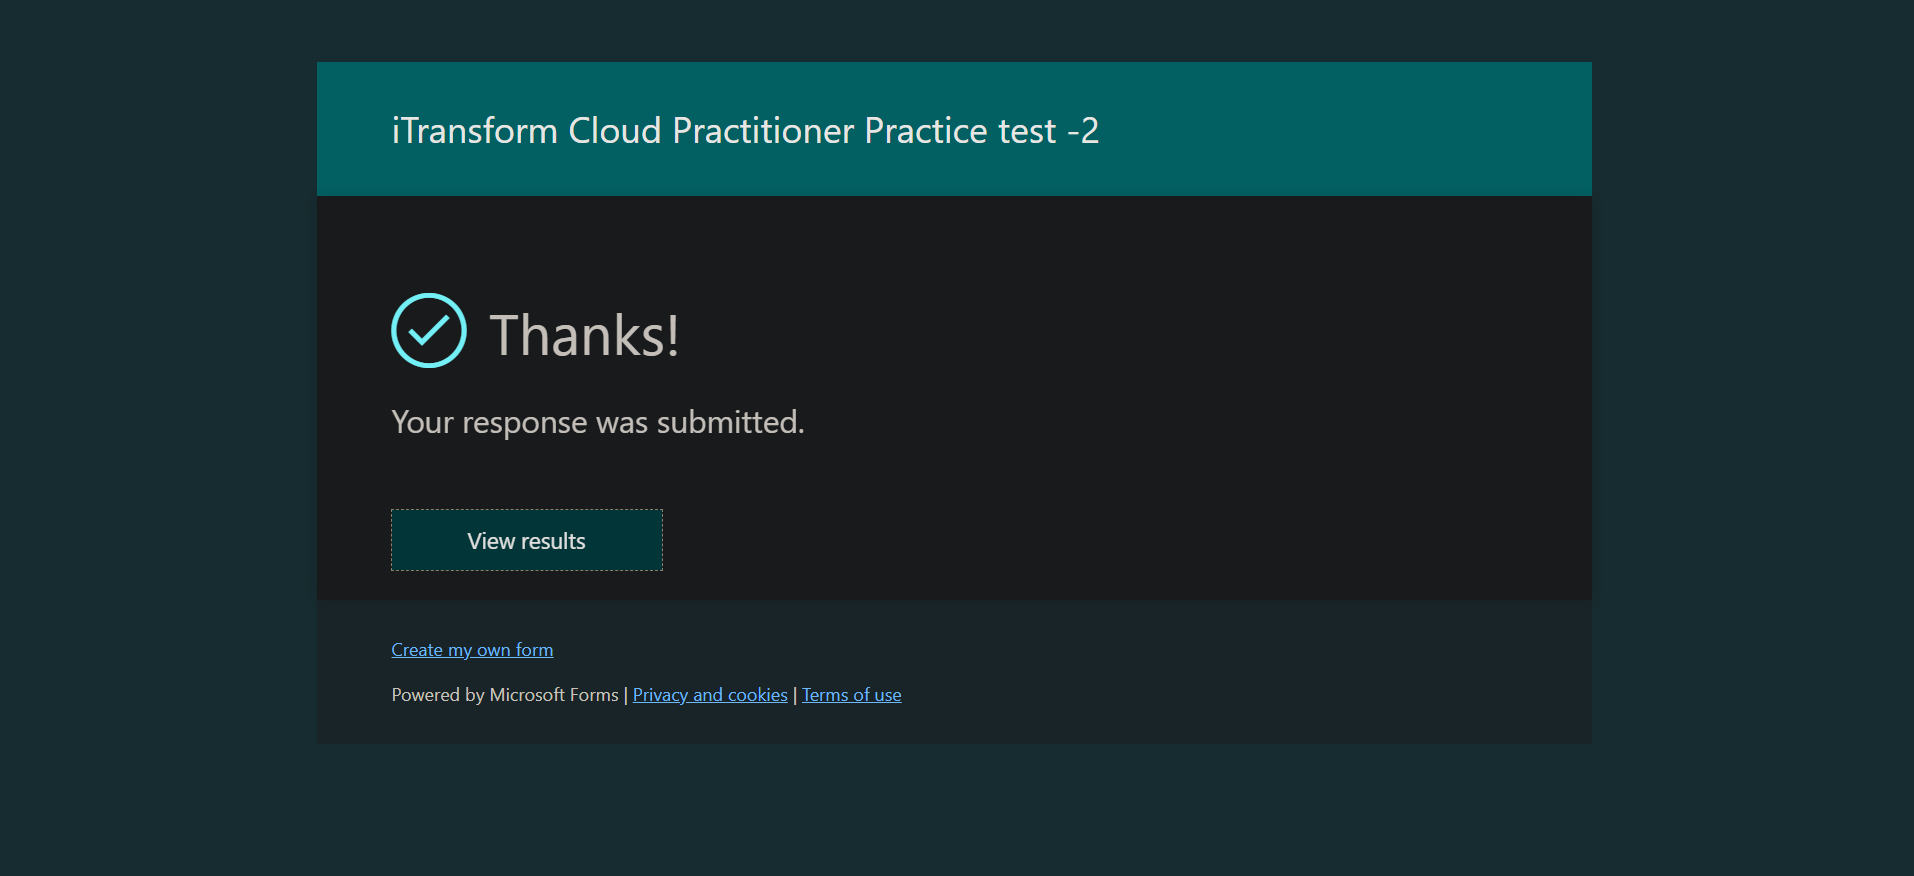 iTransform Cloud Practitioner Practice test -2
Thanks!
Your response was submitted.
View results
Create my own form
Powered by Microsoft Forms | Privacy and cookies | Terms of use